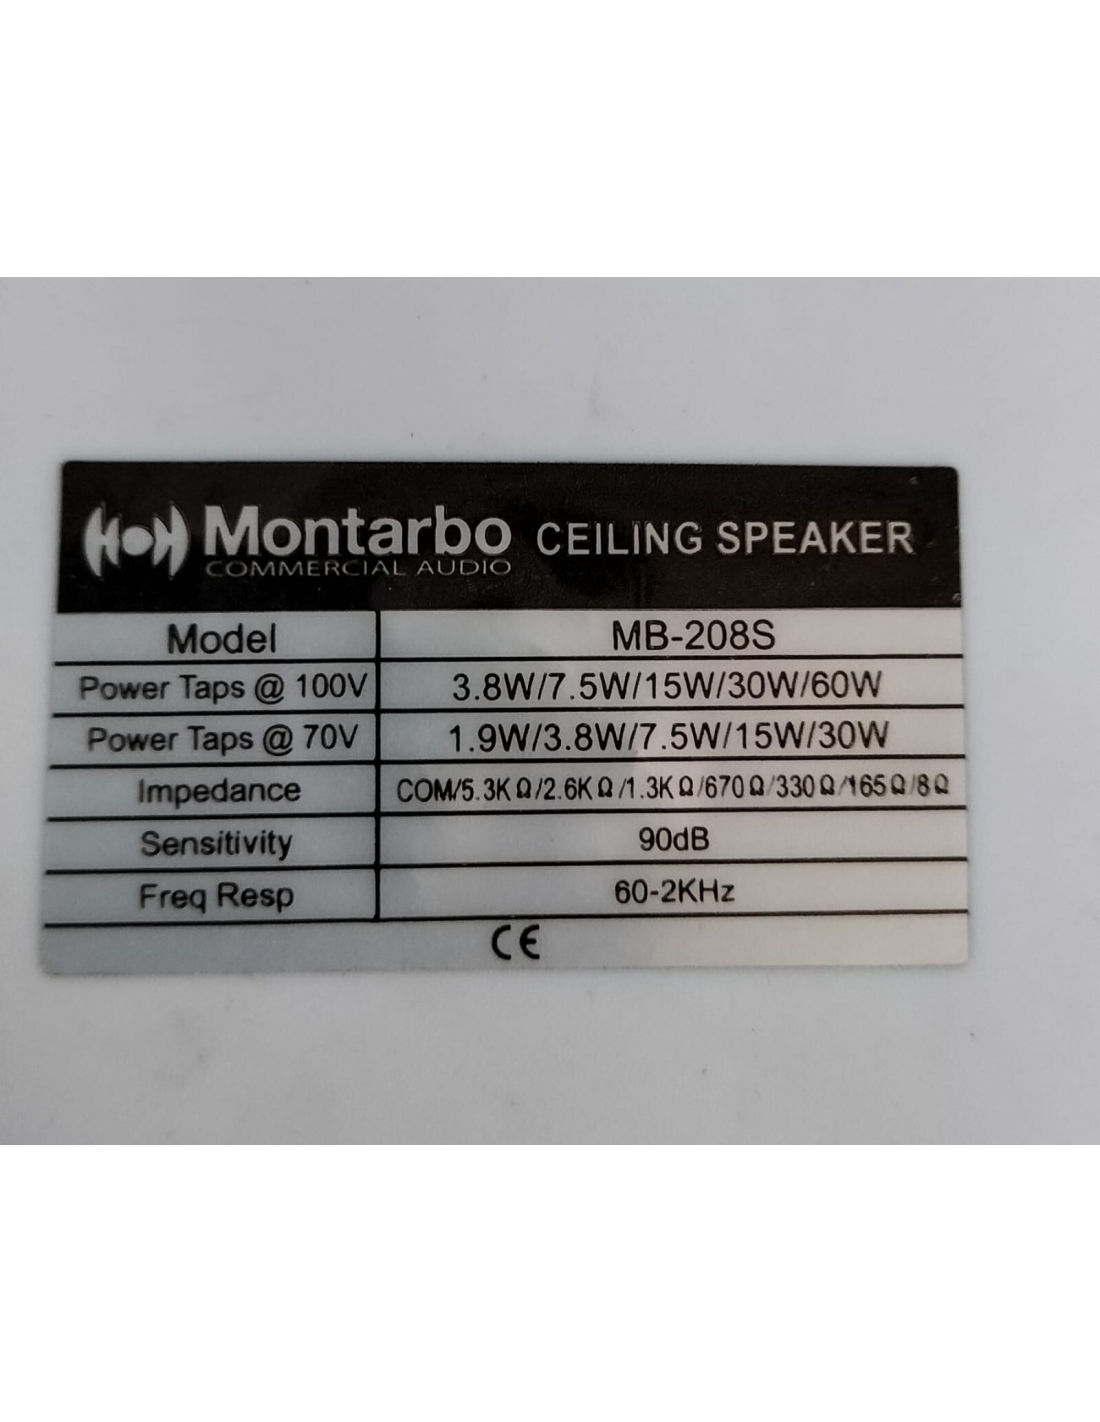 Montarbo CEILING SPEAKER
COMMERCIAL AUDIO
Model MB-208S
Power Taps @ 100V 3.8W/7.5W/15W/30W/60W
Power Taps @ 70V 1.9W/3.8W/7.5W/15W/30W
Impedance COM/5.3KΩ/2.6KΩ/1.3KΩ/670Ω/330Ω/165Ω/8Ω
Sensitivity 90dB
Freq Resp 60-2KHz
CE